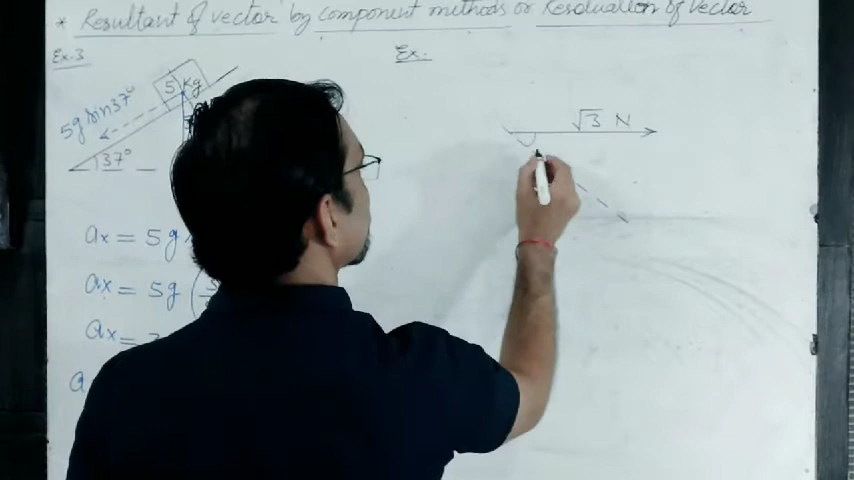 * Resultant of vector by component methods or Resoluation of Vector
Ex.3
Ex.
5 kg
5g sin37°
37°
√3 N
ax = 5g
ax = 5g
ax =
a